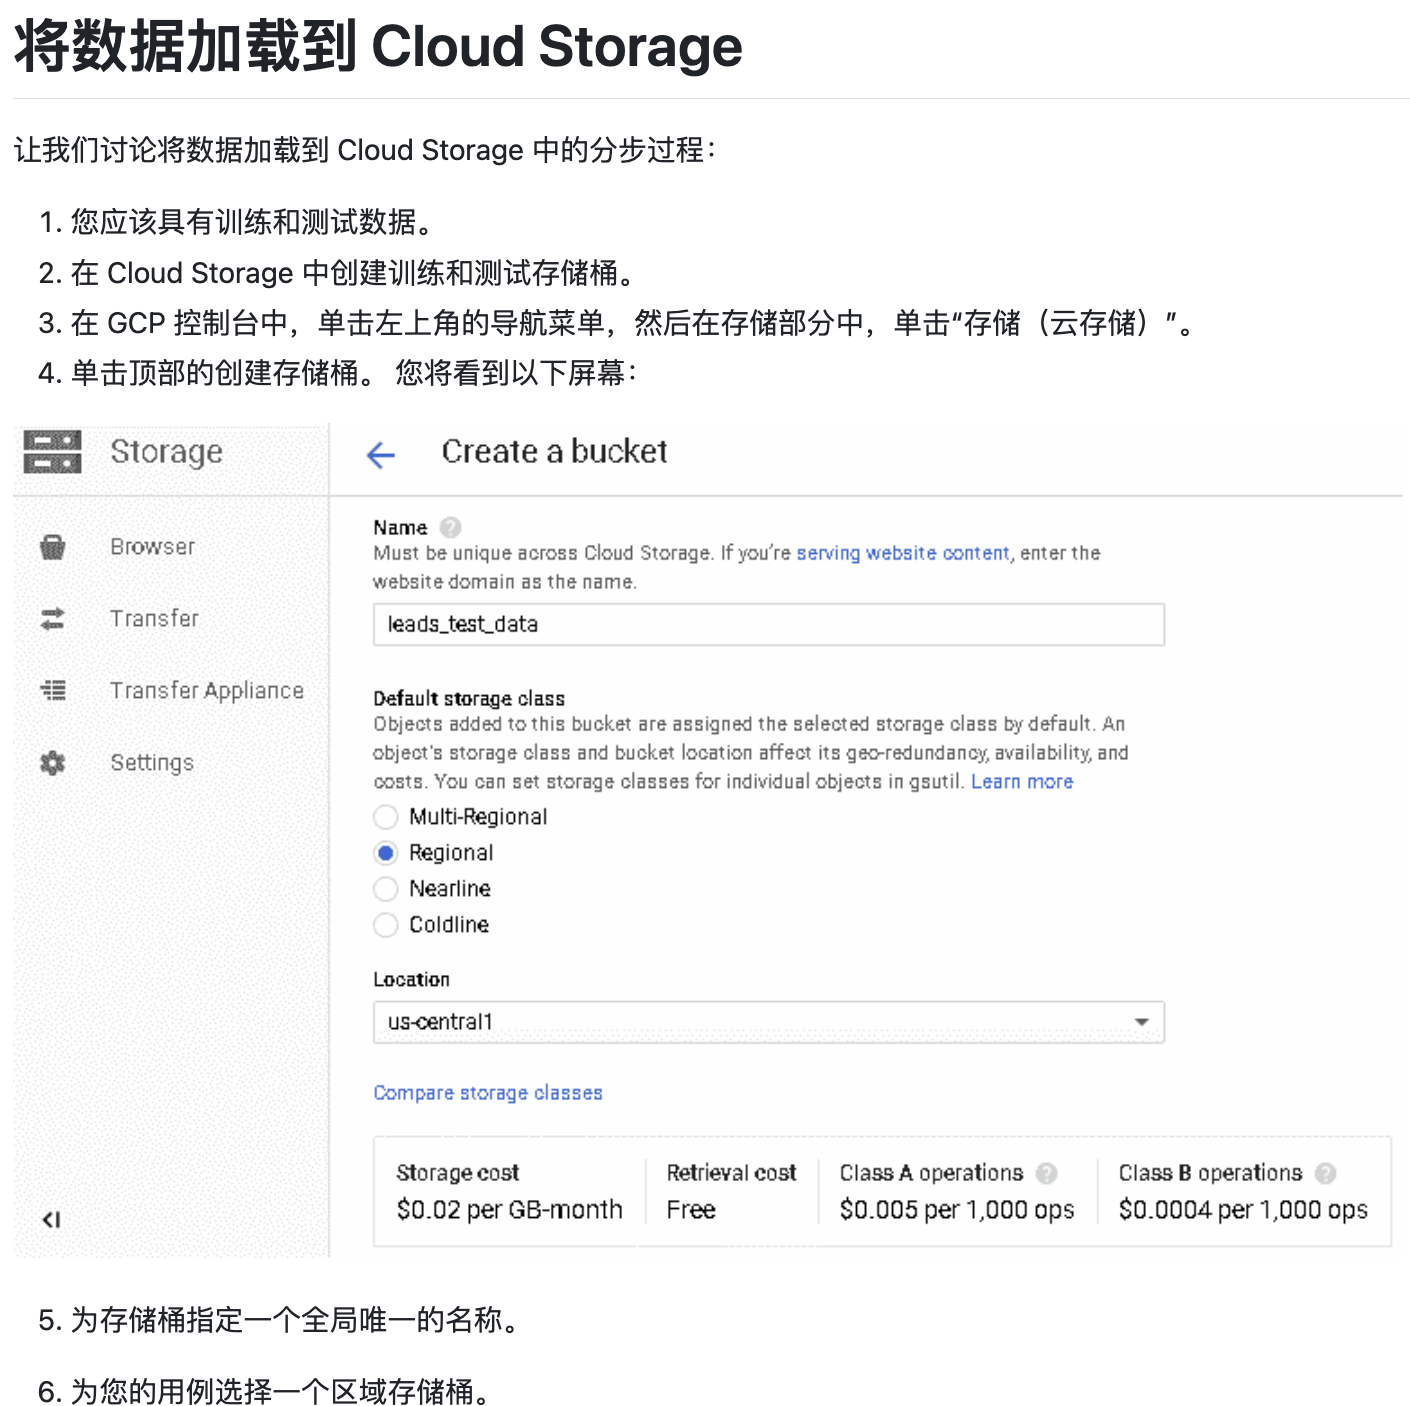 将数据加载到 Cloud Storage
让我们讨论将数据加载到 Cloud Storage 中的分步过程：
1. 您应该具有训练和测试数据。
2. 在 Cloud Storage 中创建训练和测试存储桶。
3. 在 GCP 控制台中，单击左上角的导航菜单，然后在存储部分中，单击“存储（云存储）”。
4. 单击顶部的创建存储桶。 您将看到以下屏幕：
Storage
Browser
Transfer
Transfer Appliance
Settings
Create a bucket
Name
Must be unique across Cloud Storage. If you're serving website content, enter the
website domain as the name.
leads_test_data
Default storage class
Objects added to this bucket are assigned the selected storage class by default. An
object's storage class and bucket location affect its geo-redundancy, availability, and
costs. You can set storage classes for individual objects in gsutil. Learn more
Multi-Regional
Regional
Nearline
Coldline
Location
us-central1
Compare storage classes
Storage cost
$0.02 per GB-month
Retrieval cost
Free
Class A operations
$0.005 per 1,000 ops
Class B operations
$0.0004 per 1,000 ops
5. 为存储桶指定一个全局唯一的名称。
6. 为您的用例选择一个区域存储桶。